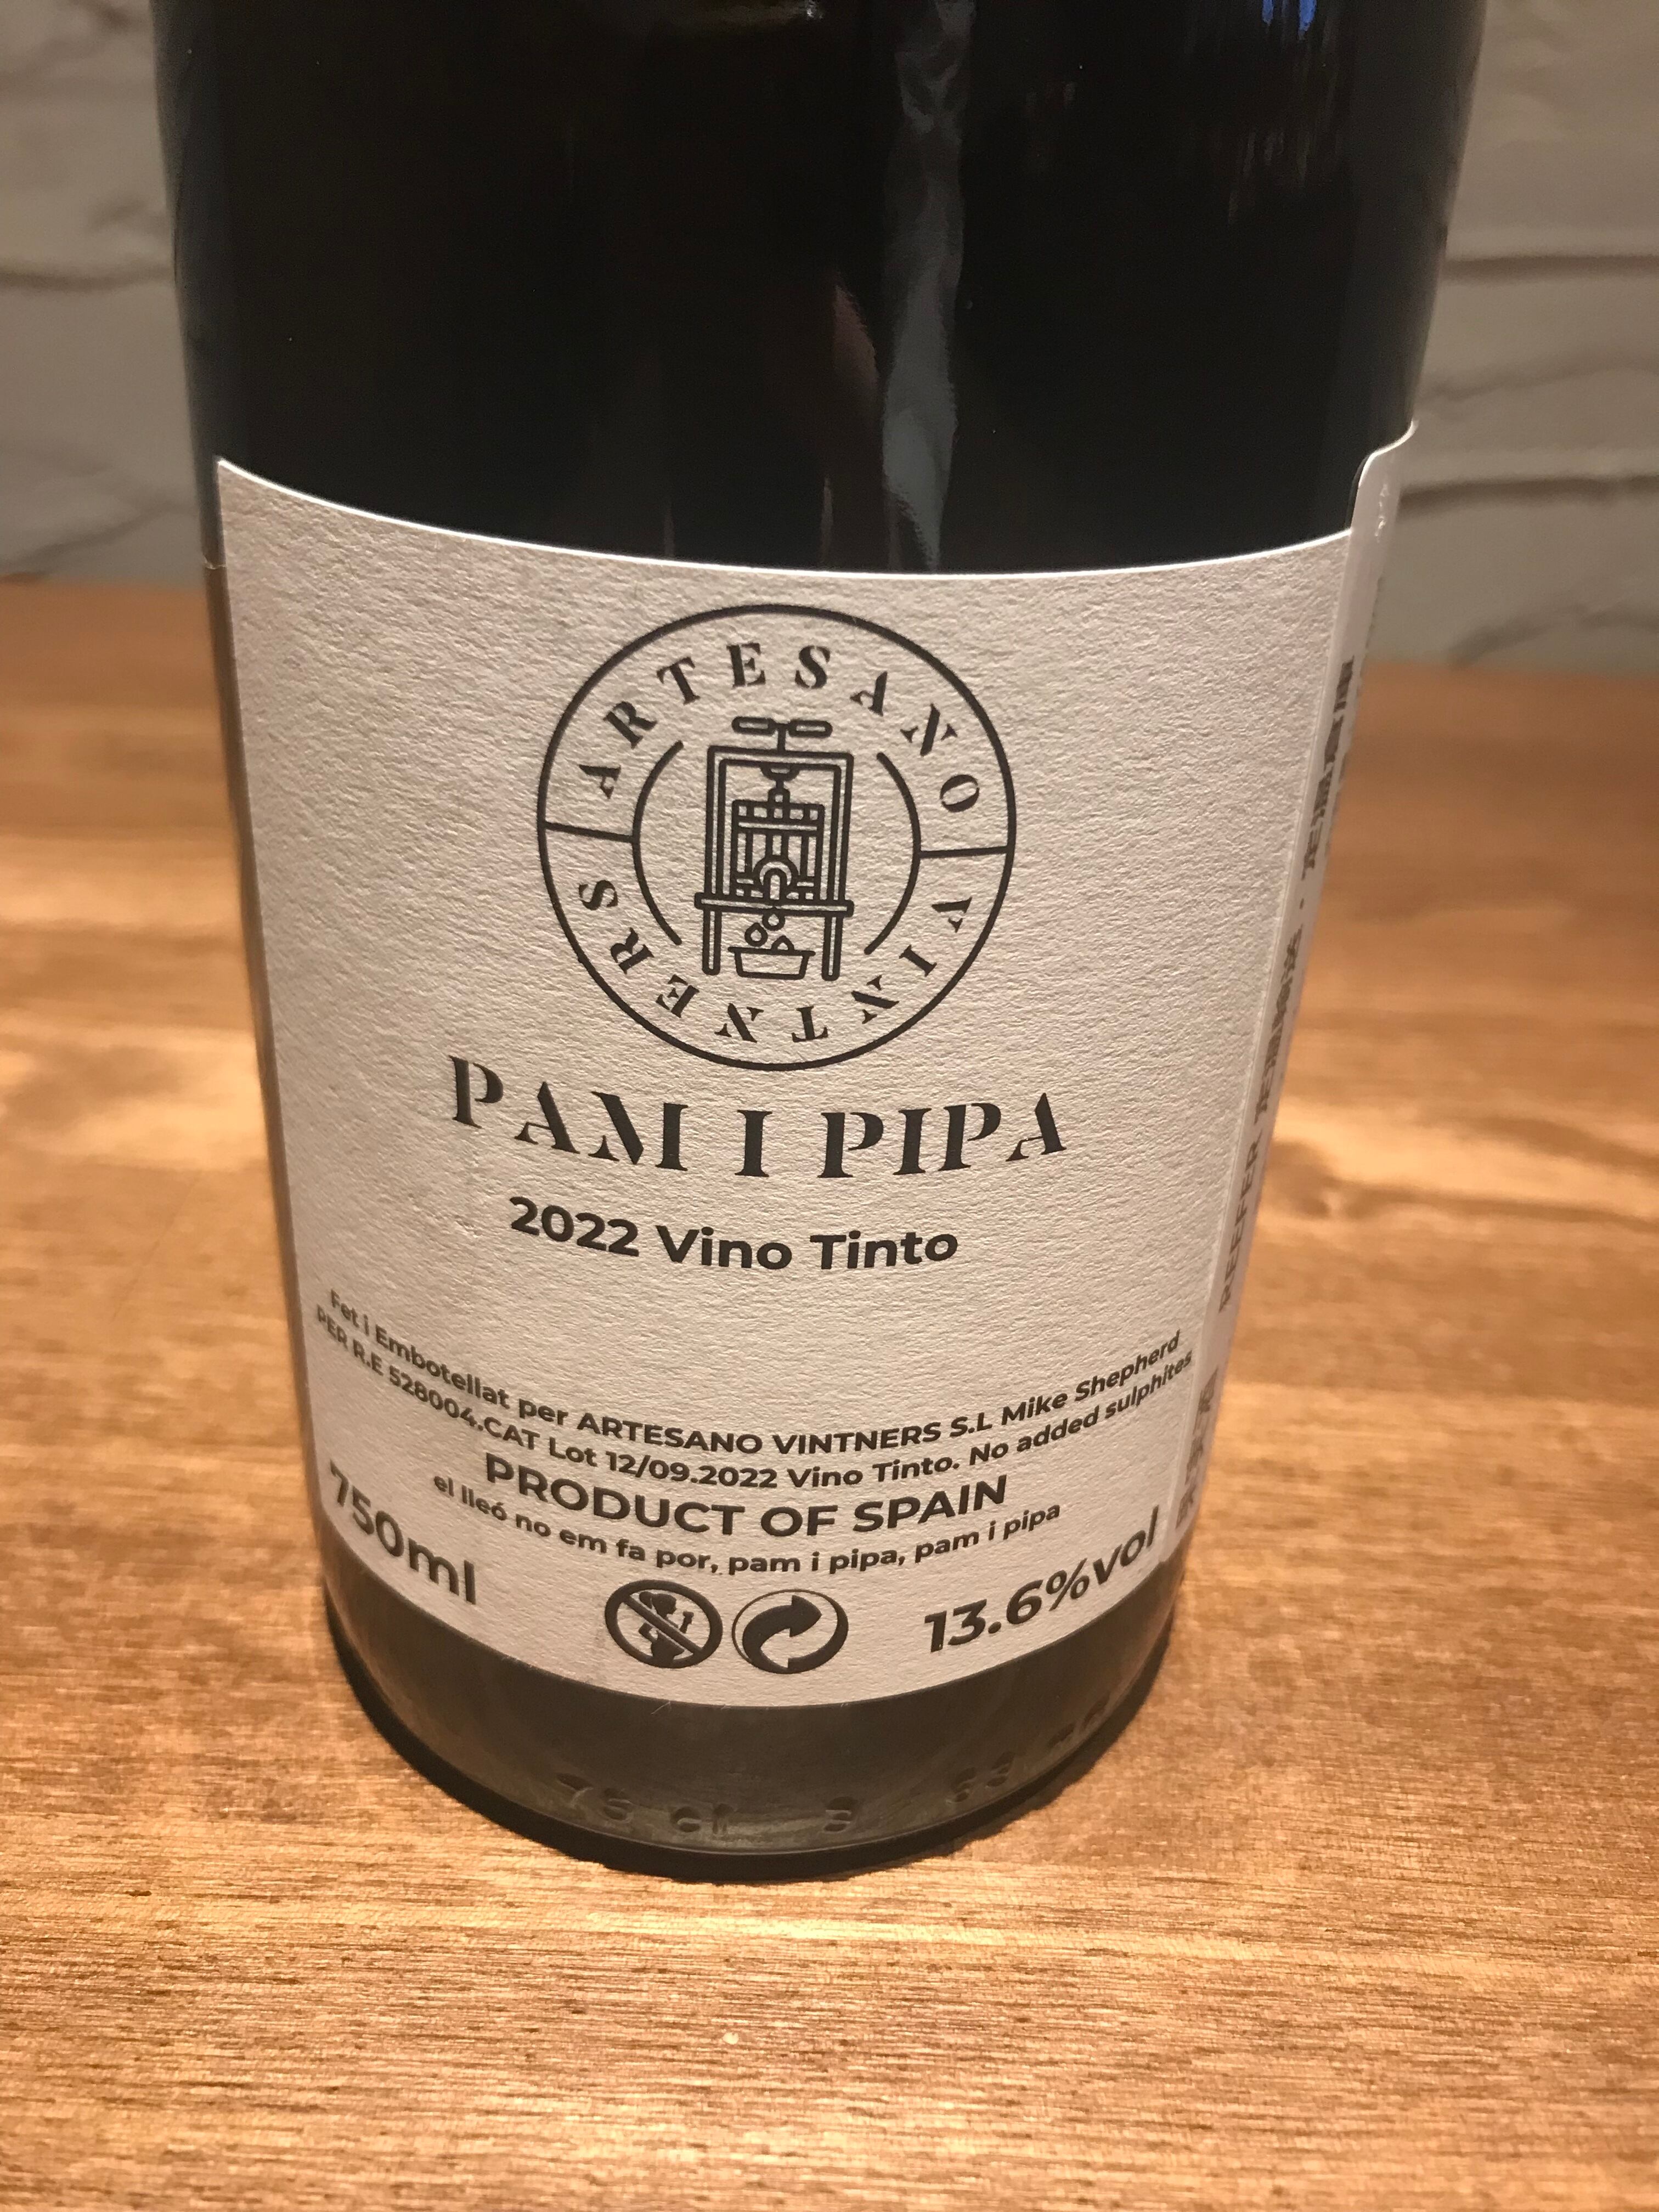 ARTESANO VINTNERS
PAM I PIPA
2022 Vino Tinto
Fet i Embotellat per ARTESANO VINTNERS S.L Mike Shepherd
PER R.E 528004.CAT Lot 12/09.2022 Vino Tinto. No added sulphites
PRODUCT OF SPAIN
el lleó no em fa por, pam i pipa, pam i pipa
750ml
13.6%vol
75 cl